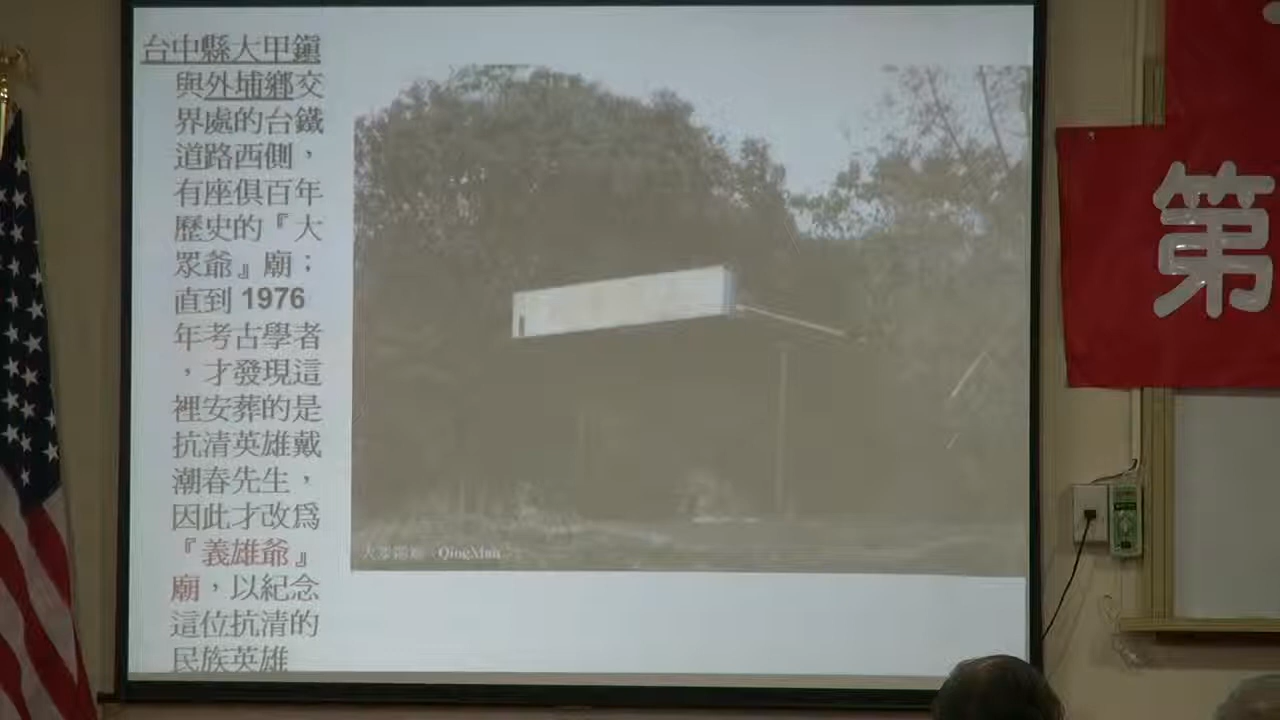 台中縣大甲鎮
與外埔鄉交
界處的台鐵
道路西側，
有座俱百年
歷史的『大
眾爺』廟；
直到 1976
年考古學者
，才發現這
裡安葬的是
抗清英雄戴
潮春先生，
因此才改為
『義雄爺』
廟，以紀念
這位抗清的
民族英雄
QingMan
第